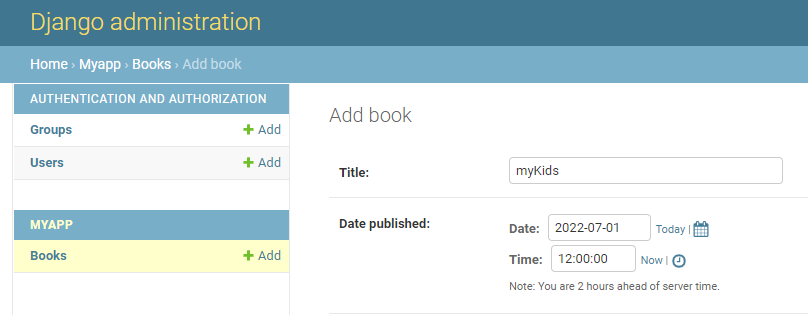 Django administration
Home › Myapp › Books › Add book
AUTHENTICATION AND AUTHORIZATION
Groups + Add
Users + Add
MYAPP
Books + Add
Add book
Title: myKids
Date published: Date: 2022-07-01 Today |
Time: 12:00:00 Now |
Note: You are 2 hours ahead of server time.